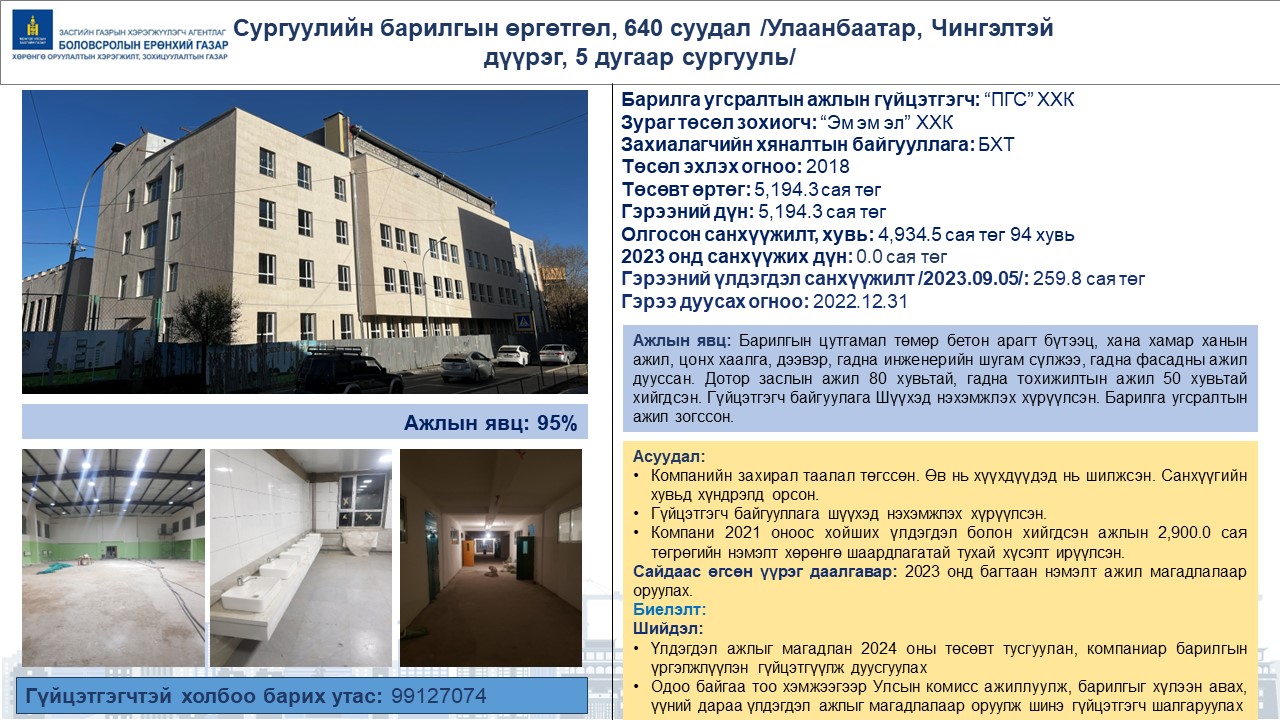 ЗАСГИЙН ГАЗРЫН ХЭРЭГЖҮҮЛЭГЧ АГЕНТЛАГ
БОЛОВСРОЛЫН ЕРӨНХИЙ ГАЗАР
ХӨРӨНГӨ ОРУУЛАЛТЫН ХЭРЭГЖИЛТ, ЗОХИЦУУЛАЛТЫН ГАЗАР
Сургуулийн барилгын өргөтгөл, 640 суудал /Улаанбаатар, Чингэлтэй
дүүрэг, 5 дугаар сургууль/
Ажлын явц: 95%
Гүйцэтгэгчтэй холбоо барих утас: 99127074
Барилга угсралтын ажлын гүйцэтгэгч: “ПГС” ХХК
Зураг төсөл зохиогч: “Эм эм эл” ХХК
Захиалагчийн хяналтын байгууллага: БХТ
Төсөл эхлэх огноо: 2018
Төсөвт өртөг: 5,194.3 сая төг
Гэрээний дүн: 5,194.3 сая төг
Олгосон санхүүжилт, хувь: 4,934.5 сая төг 94 хувь
2023 онд санхүүжих дүн: 0.0 сая төг
Гэрээний үлдэгдэл санхүүжилт /2023.09.05/: 259.8 сая төг
Гэрээ дуусах огноо: 2022.12.31
Ажлын явц: Барилгын цутгамал төмөр бетон арагт бүтээц, хана хамар ханын
ажил, цонх хаалга, дээвэр, гадна инженерийн шугам сүлжээ, гадна фасадны ажил
дууссан. Дотор заслын ажил 80 хувьтай, гадна тохижилтын ажил 50 хувьтай
хийгдсэн. Гүйцэтгэгч байгуулага Шүүхэд нэхэмжлэх хүрүүлсэн. Барилга угсралтын
ажил зогссон.
Асуудал:
• Компанийн захирал таалал төгссөн. Өв нь хүүхдүүдэд нь шилжсэн. Санхүүгийн
хувьд хүндрэлд орсон.
• Гүйцэтгэгч байгууллага шүүхэд нэхэмжлэх хүрүүлсэн.
• Компани 2021 оноос хойших үлдэгдэл болон хийгдсэн ажлын 2,900.0 сая
төгрөгийн нэмэлт хөрөнгө шаардлагатай тухай хүсэлт ирүүлсэн.
Сайдаас өгсөн үүрэг даалгавар: 2023 онд багтаан нэмэлт ажил магадлалаар
оруулах.
Биелэлт:
Шийдэл:
• Үлдэгдэл ажлыг магадлан 2024 оны төсөвт тусгуулан, компаниар барилгын
үргэлжлүүлэн гүйцэтгүүлж дуусгуулах
• Одоо байгаа тоо хэмжээгээр Улсын комисс ажиллуулж, барилгыг хүлээн авах,
үүний дараа үлдэгдэл ажлыг магадлалаар оруулж шинэ гүйцэтгэгч шалгаруулах